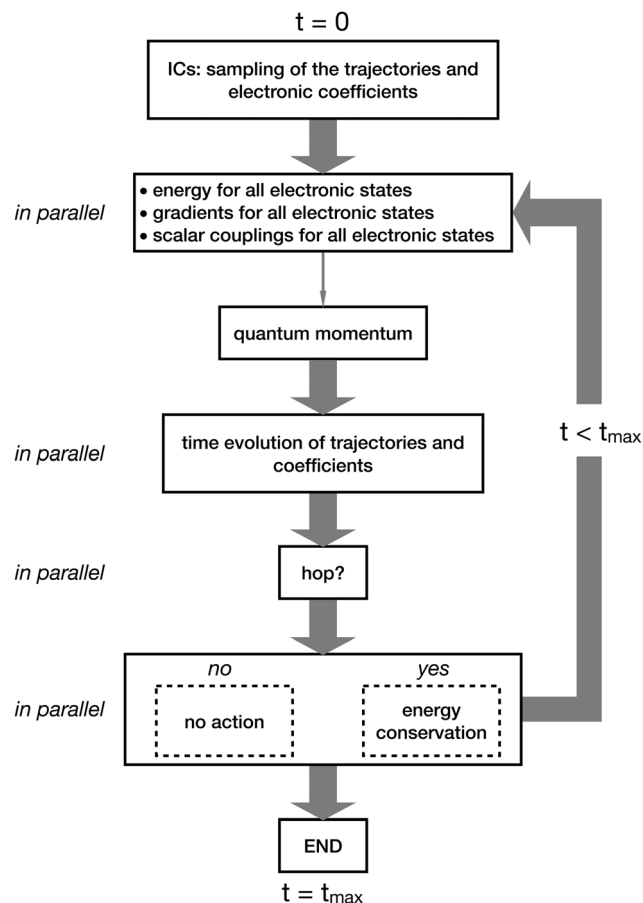 t = 0
ICs: sampling of the trajectories and
electronic coefficients
in parallel
• energy for all electronic states
• gradients for all electronic states
• scalar couplings for all electronic states
quantum momentum
t < tmax
in parallel
time evolution of trajectories and
coefficients
in parallel
hop?
in parallel
no
yes
no action
energy
conservation
END
t = tmax